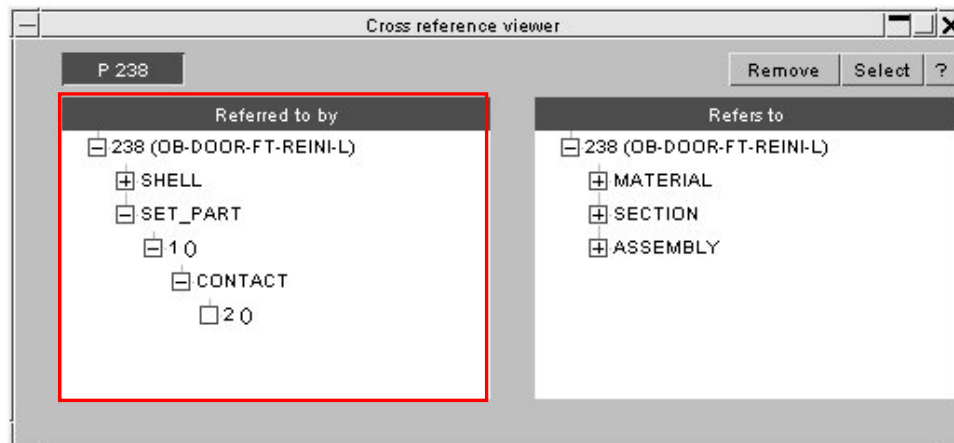 Cross reference viewer
P 238
Remove Select ?
Referred to by
238 (OB-DOOR-FT-REINI-L)
SHELL
SET_PART
1 ()
CONTACT
2 ()
Refers to
238 (OB-DOOR-FT-REINI-L)
MATERIAL
SECTION
ASSEMBLY